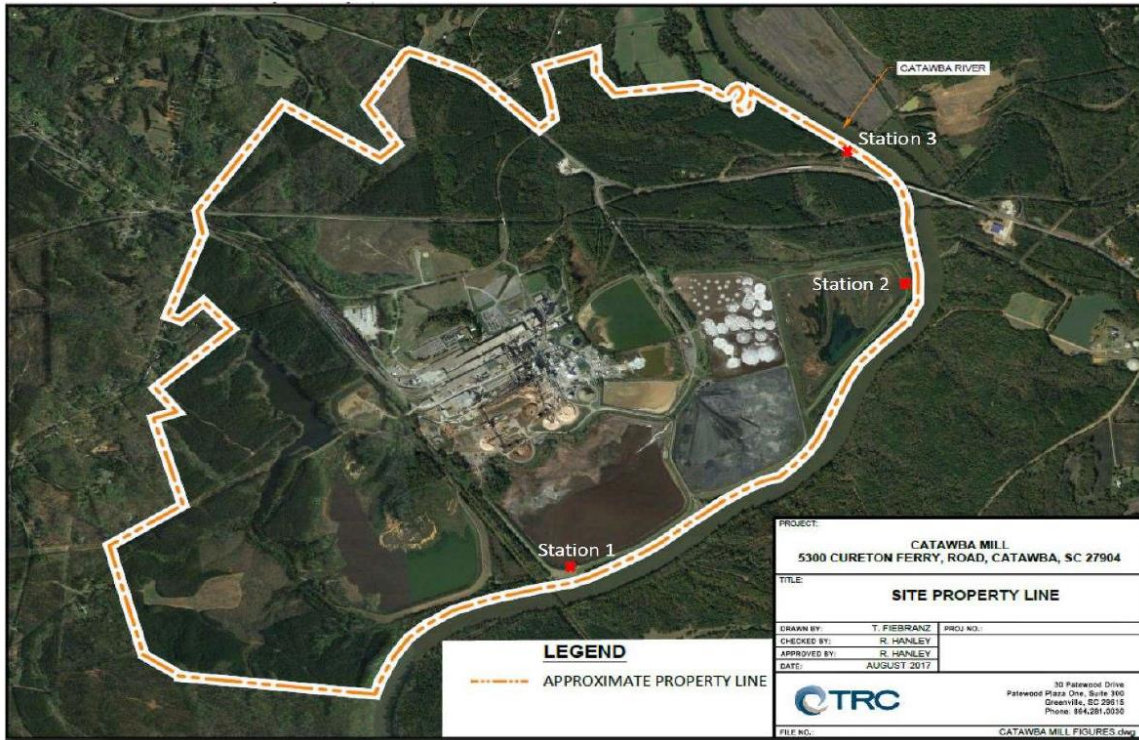 CATAWBA RIVER
Station 3
Station 2
Station 1
LEGEND
APPROXIMATE PROPERTY LINE
PROJECT:
CATAWBA MILL
5300 CURETON FERRY, ROAD, CATAWBA, SC 27904
TITLE:
SITE PROPERTY LINE
DRAWN BY: T. FIEBRANZ PROJ NO.:
CHECKED BY: R. HANLEY
APPROVED BY: R. HANLEY
DATE: AUGUST 2017
TRC
30 Patewood Drive
Patewood Plaza One, Suite 300
Greenville, SC 29615
Phone: 864.281.0030
FILE NO.: CATAWBA MILL FIGURES.dwg